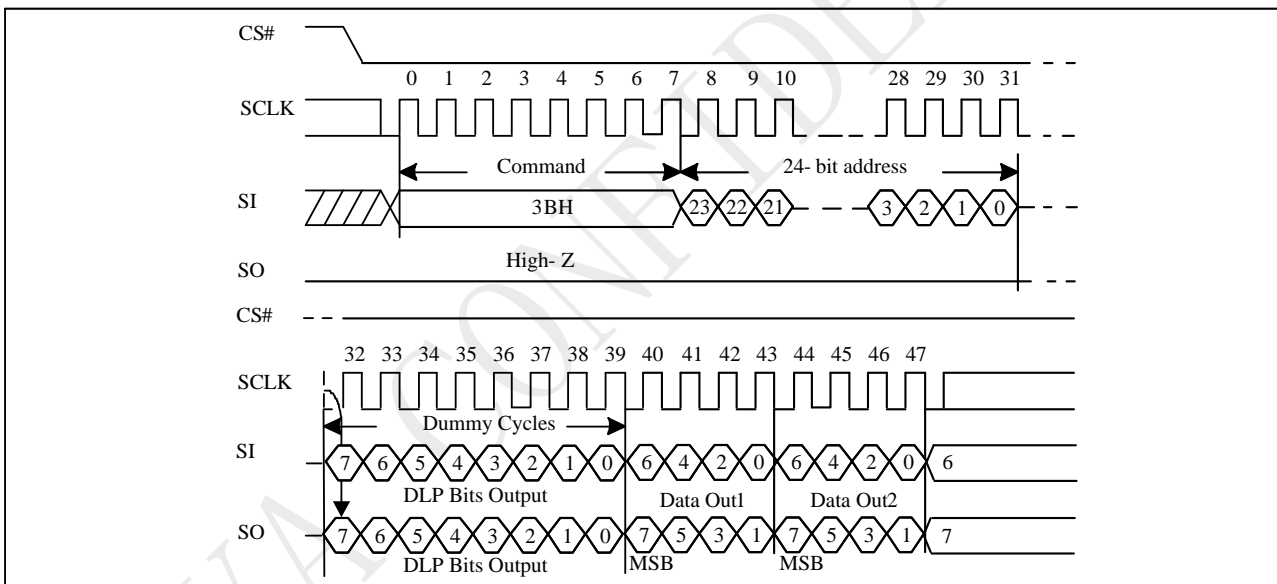 CS#
0 1 2 3 4 5 6 7 8 9 10 28 29 30 31
SCLK
Command 24- bit address
SI 3BH 23 22 21 3 2 1 0
High- Z
SO
CS#
32 33 34 35 36 37 38 39 40 41 42 43 44 45 46 47
SCLK
Dummy Cycles
SI 7 6 5 4 3 2 1 0 6 4 2 0 6 4 2 0 6
DLP Bits Output Data Out1 Data Out2
SO 7 6 5 4 3 2 1 0 7 5 3 1 7 5 3 1 7
DLP Bits Output MSB MSB